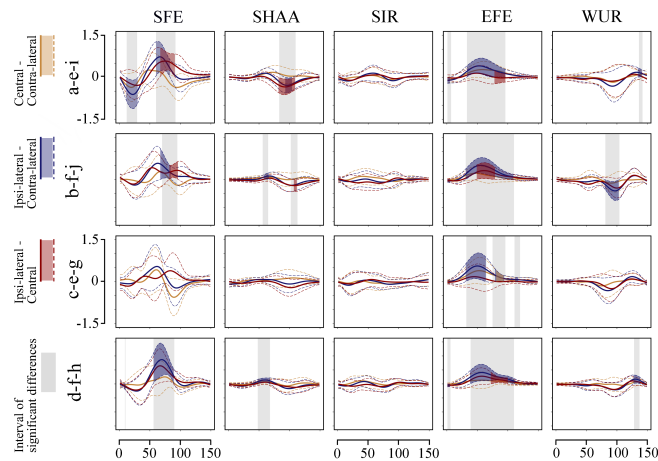 SFE SHAA SIR EFE WUR
Central -
Contra-lateral
a-e-i
1.5
0
-1.5
Ipsi-lateral -
Contra-lateral
b-f-j
Ipsi-lateral -
Central
c-e-g
1.5
0
-1.5
Interval of
significant differences
d-f-h
0 50 100 150 0 50 100 150 0 50 100 150 0 50 100 150 0 50 100 150